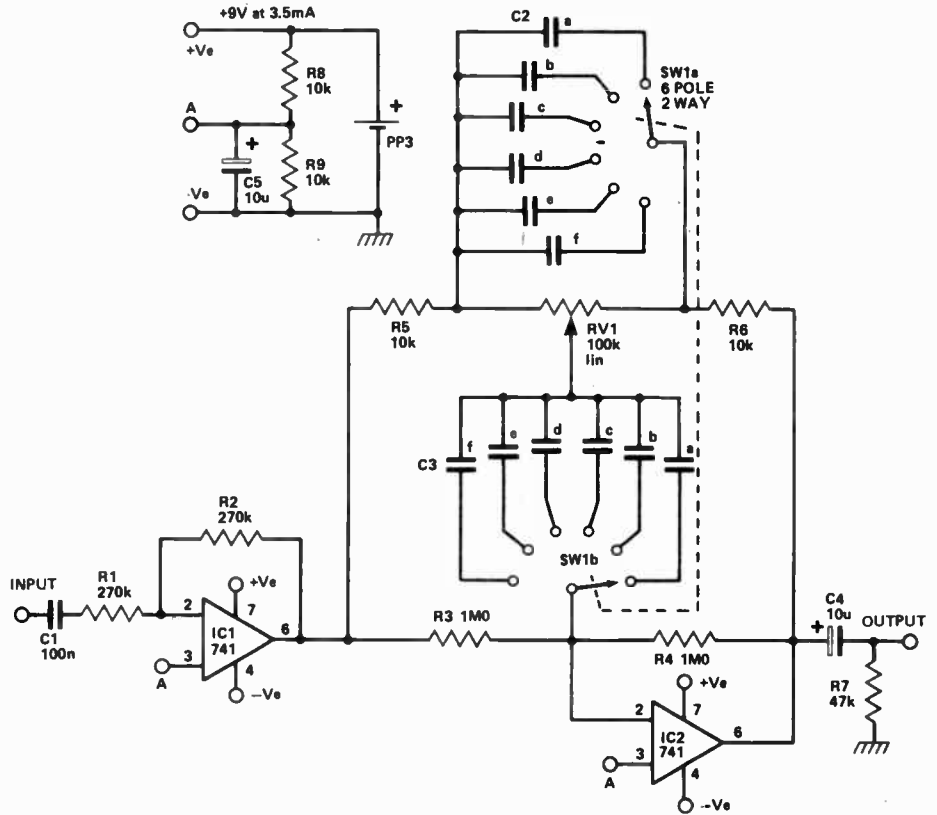 +9V at 3.5mA
+Ve
R8
10k
A
+
+
PP3
C5
10u
R9
10k
-Ve
C2
a
b
c
d
e
f
SW1a
6 POLE
2 WAY
R5
10k
RV1
100k
lin
R6
10k
C3
f
e
d
c
b
a
SW1b
R2
270k
INPUT
R1
270k
C1
100n
+Ve
2
7
IC1
741
6
3
4
A
-Ve
R3 1M0
R4 1M0
+Ve
2
7
IC2
741
6
3
4
A
-Ve
C4
10u
+
OUTPUT
R7
47k